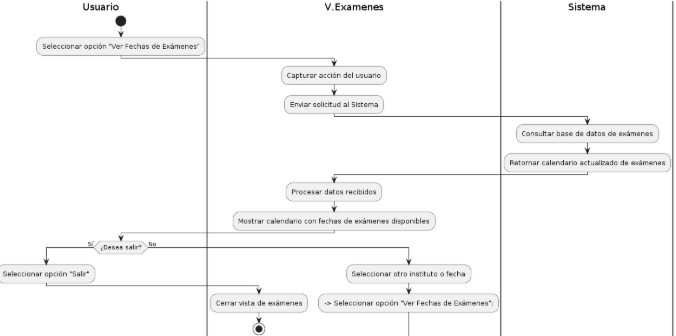 Usuario
V.Examenes
Sistema
Seleccionar opción "Ver Fechas de Exámenes"
Capturar acción del usuario
Enviar solicitud al Sistema
Consultar base de datos de exámenes
Retornar calendario actualizado de exámenes
Procesar datos recibidos
Mostrar calendario con fechas de exámenes disponibles
Sí
¿Desea salir?
No
Seleccionar opción "Salir"
Seleccionar otro instituto o fecha
Cerrar vista de exámenes
-> Seleccionar opción "Ver Fechas de Exámenes";